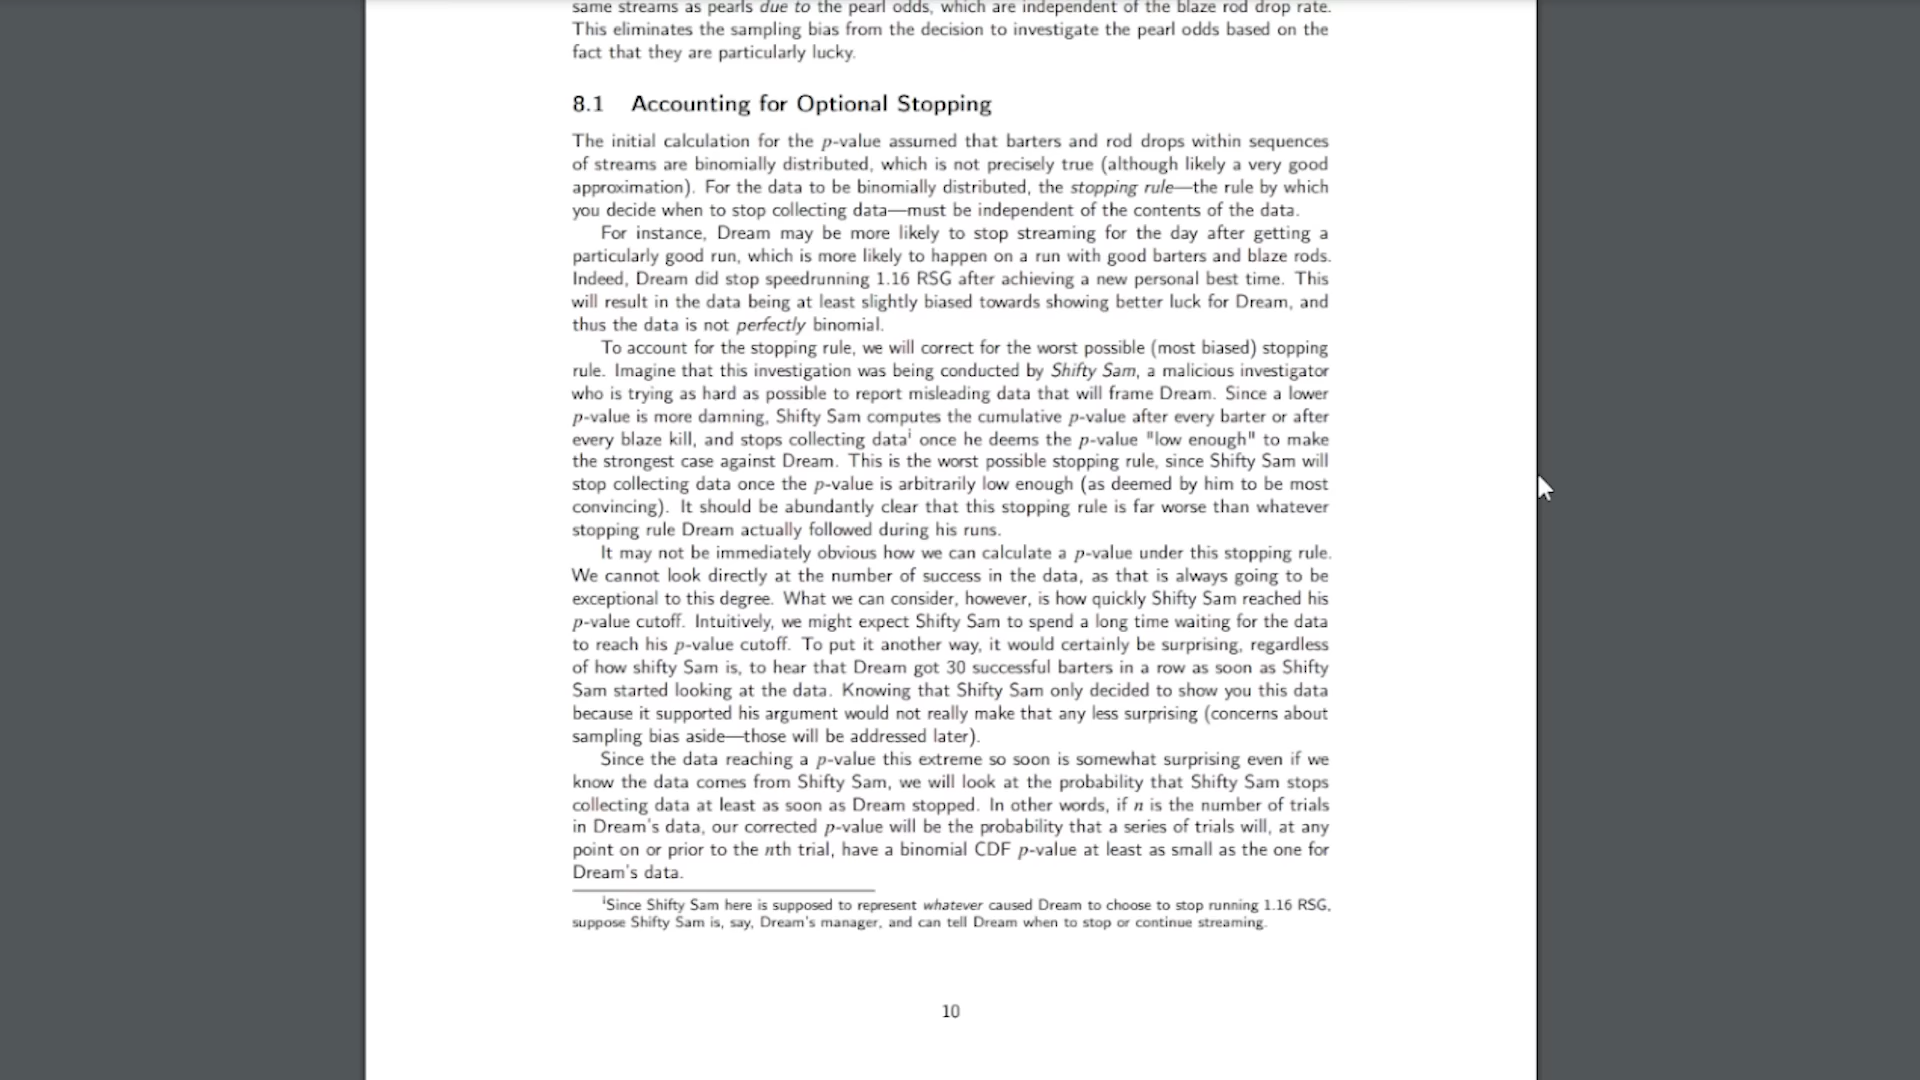 same streams as pearls due to the pearl odds, which are independent of the blaze rod drop rate.
This eliminates the sampling bias from the decision to investigate the pearl odds based on the
fact that they are particularly lucky.
8.1 Accounting for Optional Stopping
The initial calculation for the p-value assumed that barters and rod drops within sequences
of streams are binomially distributed, which is not precisely true (although likely a very good
approximation). For the data to be binomially distributed, the stopping rule—the rule by which
you decide when to stop collecting data—must be independent of the contents of the data.
For instance, Dream may be more likely to stop streaming for the day after getting a
particularly good run, which is more likely to happen on a run with good barters and blaze rods.
Indeed, Dream did stop speedrunning 1.16 RSG after achieving a new personal best time. This
will result in the data being at least slightly biased towards showing better luck for Dream, and
thus the data is not perfectly binomial.
To account for the stopping rule, we will correct for the worst possible (most biased) stopping
rule. Imagine that this investigation was being conducted by Shifty Sam, a malicious investigator
who is trying as hard as possible to report misleading data that will frame Dream. Since a lower
p-value is more damning, Shifty Sam computes the cumulative p-value after every barter or after
every blaze kill, and stops collecting dataⁱ once he deems the p-value "low enough" to make
the strongest case against Dream. This is the worst possible stopping rule, since Shifty Sam will
stop collecting data once the p-value is arbitrarily low enough (as deemed by him to be most
convincing). It should be abundantly clear that this stopping rule is far worse than whatever
stopping rule Dream actually followed during his runs.
It may not be immediately obvious how we can calculate a p-value under this stopping rule.
We cannot look directly at the number of success in the data, as that is always going to be
exceptional to this degree. What we can consider, however, is how quickly Shifty Sam reached his
p-value cutoff. Intuitively, we might expect Shifty Sam to spend a long time waiting for the data
to reach his p-value cutoff. To put it another way, it would certainly be surprising, regardless
of how shifty Sam is, to hear that Dream got 30 successful barters in a row as soon as Shifty
Sam started looking at the data. Knowing that Shifty Sam only decided to show you this data
because it supported his argument would not really make that any less surprising (concerns about
sampling bias aside—those will be addressed later).
Since the data reaching a p-value this extreme so soon is somewhat surprising even if we
know the data comes from Shifty Sam, we will look at the probability that Shifty Sam stops
collecting data at least as soon as Dream stopped. In other words, if n is the number of trials
in Dream's data, our corrected p-value will be the probability that a series of trials will, at any
point on or prior to the nth trial, have a binomial CDF p-value at least as small as the one for
Dream's data.
ⁱSince Shifty Sam here is supposed to represent whatever caused Dream to choose to stop running 1.16 RSG,
suppose Shifty Sam is, say, Dream's manager, and can tell Dream when to stop or continue streaming.
10